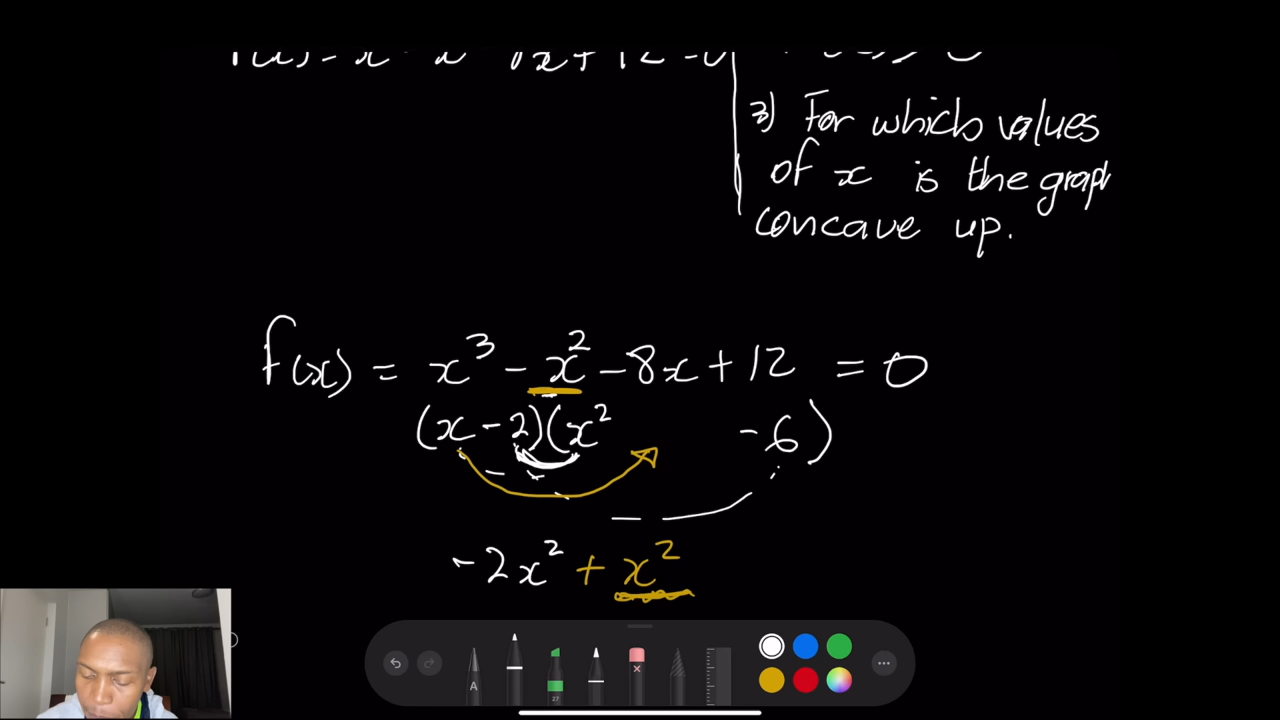 3) For which values
of x is the graph
concave up.
f(x) = x³ - x² - 8x + 12 = 0
(x - 2)(x² - 6)
-2x² + x²
A
27